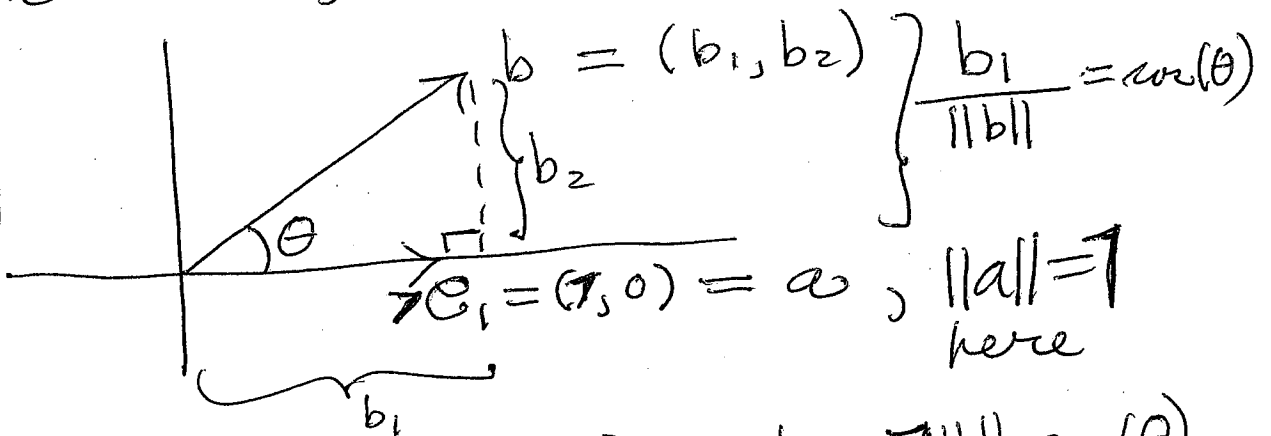 b = (b₁, b₂) } b₁/||b|| = cos(θ)
b₂
θ
e₁ = (1, 0) = a , ||a|| = 1
here
b₁